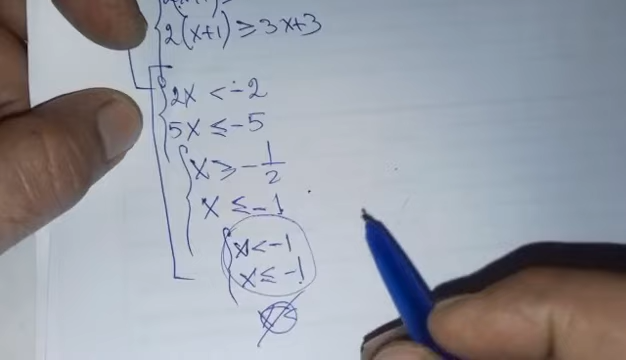 2(x+1) ≥ 3x+3
2x < -2
5x ≤ -5
x ≥ -1/2
x ≤ -1
x < -1
x ≤ -1